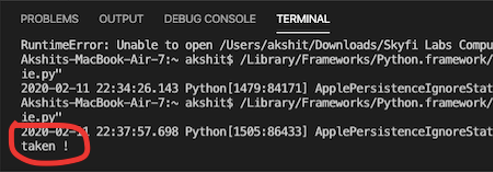 PROBLEMS OUTPUT DEBUG CONSOLE TERMINAL
RuntimeError: Unable to open /Users/akshit/Downloads/Skyfi Labs Compu
Akshits-MacBook-Air-7:~ akshit$ /Library/Frameworks/Python.framework/
ie.py"
2020-02-11 22:34:26.143 Python[1479:84171] ApplePersistenceIgnoreStat
Akshits-MacBook-Air-7:~ akshit$ /Library/Frameworks/Python.framework/
ie.py"
2020-02-11 22:37:57.698 Python[1505:86433] ApplePersistenceIgnoreStat
taken !